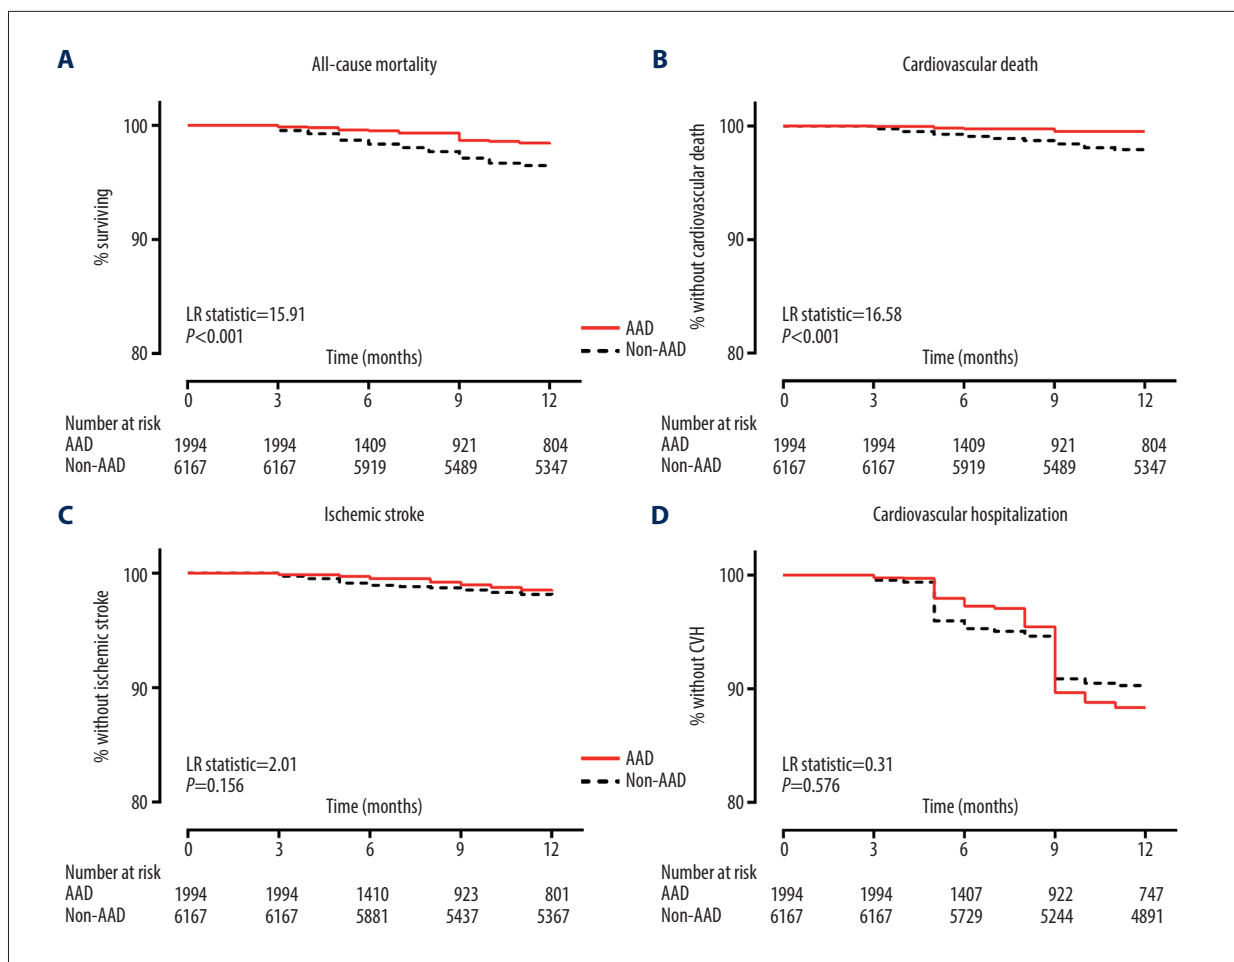 A
All-cause mortality
100
90
80
% surviving
LR statistic=15.91
P<0.001
Time (months)
0 3 6 9 12
Number at risk
AAD 1994 1994 1409 921 804
Non-AAD 6167 6167 5919 5489 5347
AAD
Non-AAD
B
Cardiovascular death
100
90
80
% without cardiovascular death
LR statistic=16.58
P<0.001
Time (months)
0 3 6 9 12
Number at risk
AAD 1994 1994 1409 921 804
Non-AAD 6167 6167 5919 5489 5347
C
Ischemic stroke
100
90
80
% without ischemic stroke
LR statistic=2.01
P=0.156
Time (months)
0 3 6 9 12
Number at risk
AAD 1994 1994 1410 923 801
Non-AAD 6167 6167 5881 5437 5367
AAD
Non-AAD
D
Cardiovascular hospitalization
100
90
80
% without CVH
LR statistic=0.31
P=0.576
Time (months)
0 3 6 9 12
Number at risk
AAD 1994 1994 1407 922 747
Non-AAD 6167 6167 5729 5244 4891